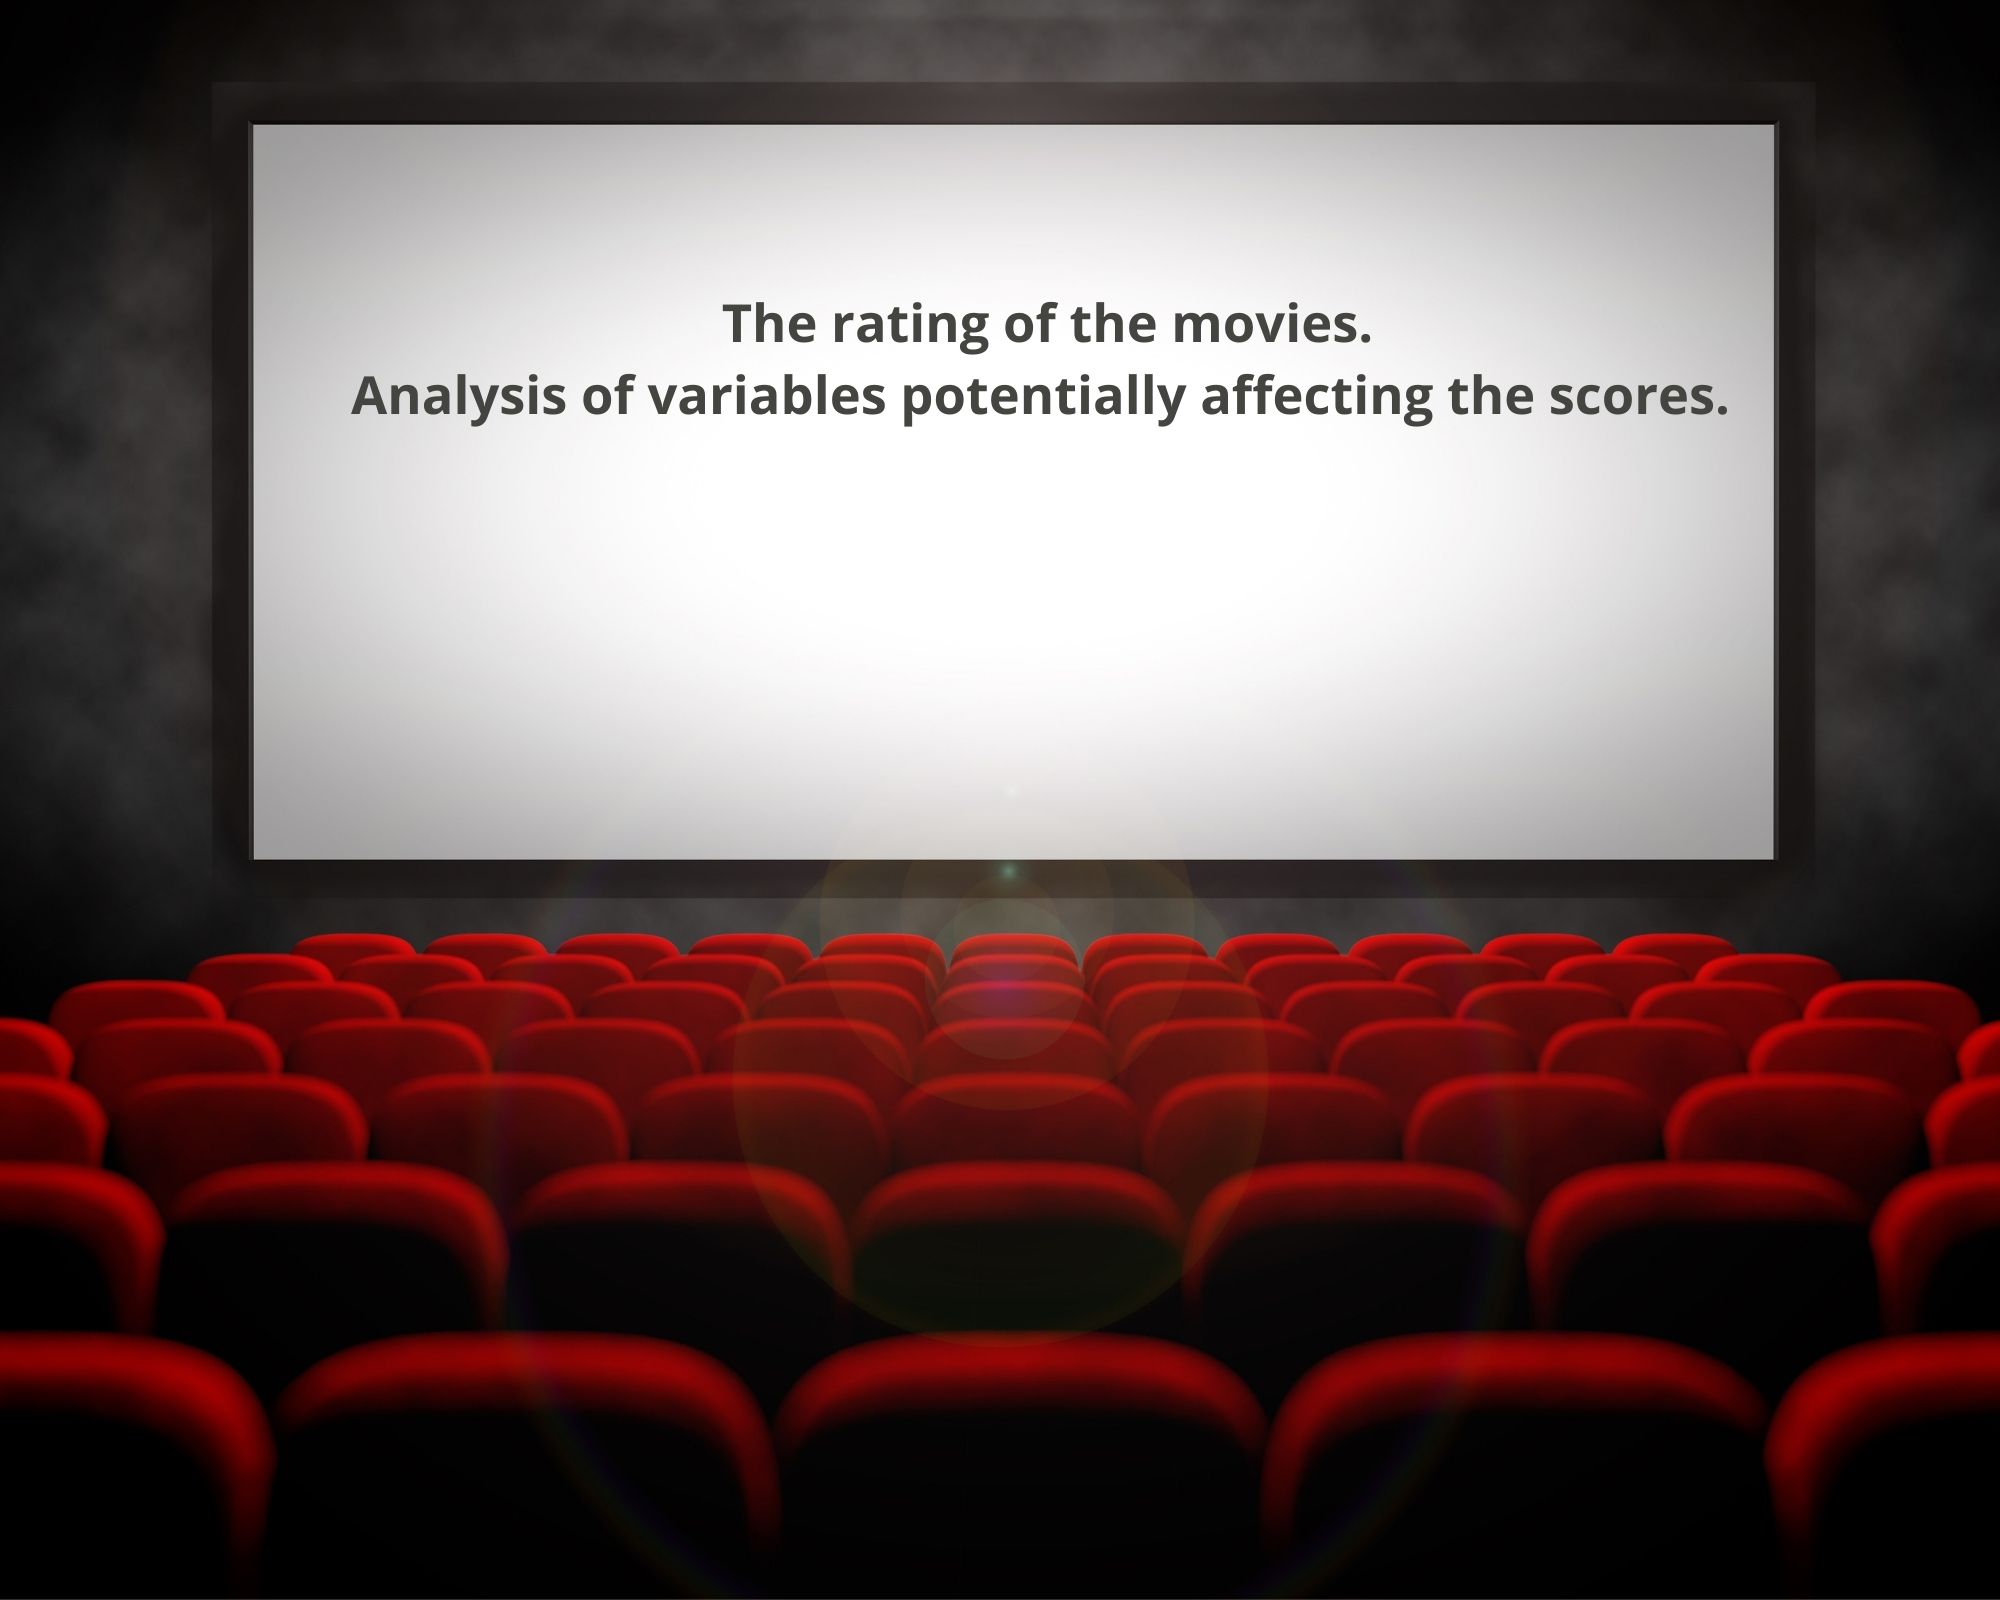 The rating of the movies.
Analysis of variables potentially affecting the scores.